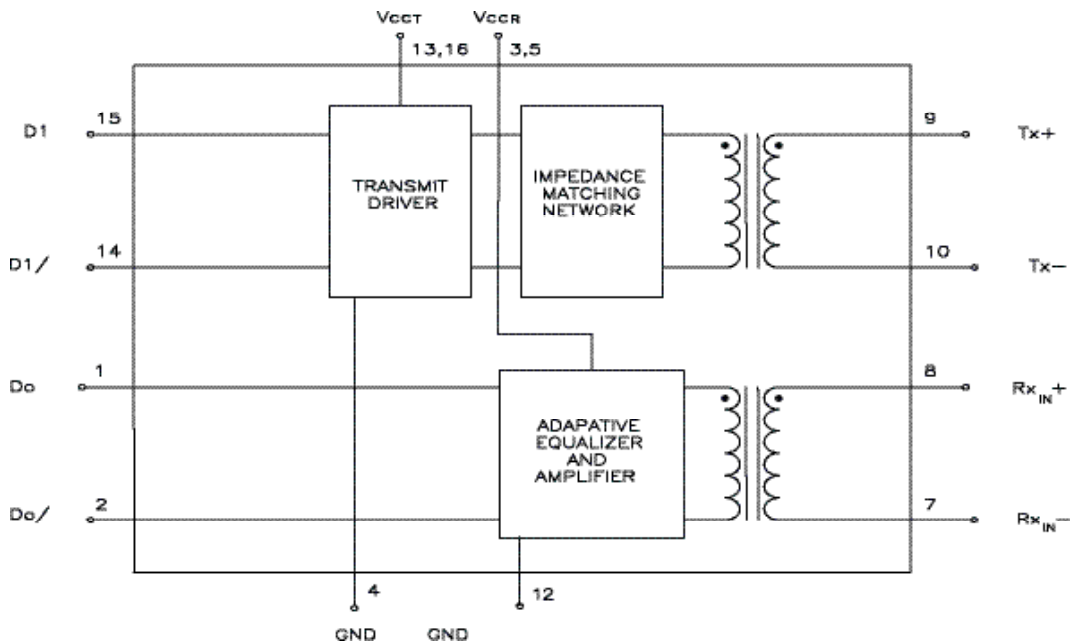 VCCT VCCR
13,16 3,5
D1 15 9 Tx+
TRANSMIT
DRIVER
IMPEDANCE
MATCHING
NETWORK
D1/ 14 10 Tx-
Do 1 8 RxIN+
ADAPATIVE
EQUALIZER
AND
AMPLIFIER
Do/ 2 7 RxIN-
4 12
GND GND